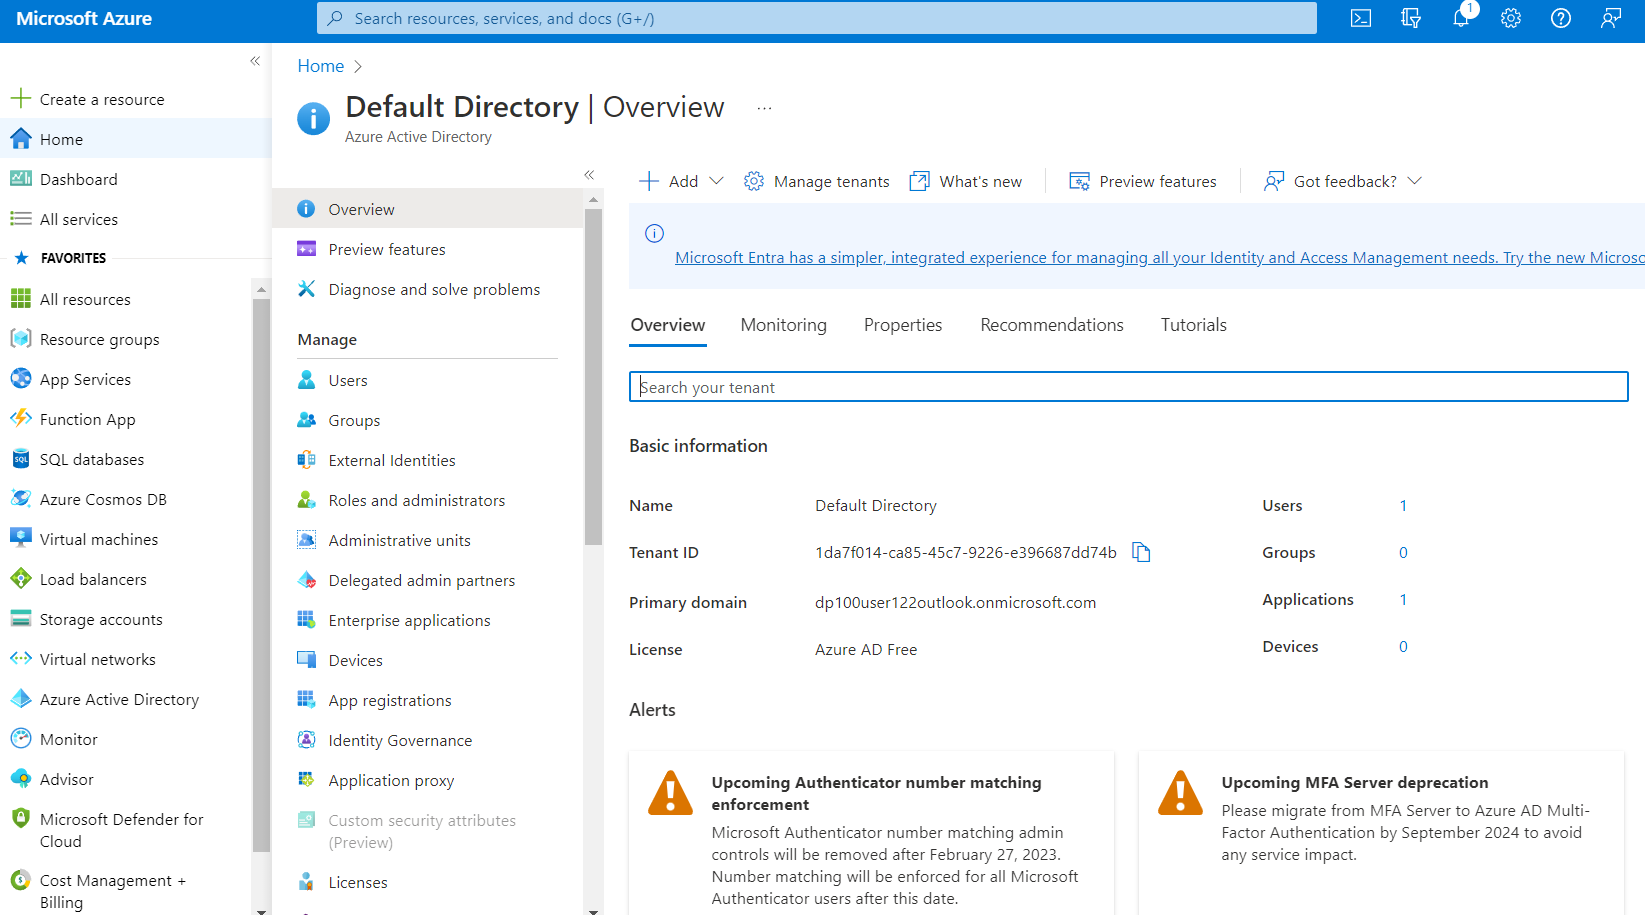 Microsoft Azure
Search resources, services, and docs (G+/)
1
«
Create a resource
Home
Dashboard
All services
FAVORITES
All resources
Resource groups
App Services
Function App
SQL databases
Azure Cosmos DB
Virtual machines
Load balancers
Storage accounts
Virtual networks
Azure Active Directory
Monitor
Advisor
Microsoft Defender for
Cloud
Cost Management +
Billing
Home >
Default Directory | Overview ...
Azure Active Directory
«
Overview
Preview features
Diagnose and solve problems
Manage
Users
Groups
External Identities
Roles and administrators
Administrative units
Delegated admin partners
Enterprise applications
Devices
App registrations
Identity Governance
Application proxy
Custom security attributes
(Preview)
Licenses
Add
Manage tenants
What's new
Preview features
Got feedback?
Microsoft Entra has a simpler, integrated experience for managing all your Identity and Access Management needs. Try the new Microso
Overview
Monitoring
Properties
Recommendations
Tutorials
Search your tenant
Basic information
Name Default Directory
Tenant ID 1da7f014-ca85-45c7-9226-e396687dd74b
Primary domain dp100user122outlook.onmicrosoft.com
License Azure AD Free
Users 1
Groups 0
Applications 1
Devices 0
Alerts
Upcoming Authenticator number matching
enforcement
Microsoft Authenticator number matching admin
controls will be removed after February 27, 2023.
Number matching will be enforced for all Microsoft
Authenticator users after this date.
Upcoming MFA Server deprecation
Please migrate from MFA Server to Azure AD Multi-
Factor Authentication by September 2024 to avoid
any service impact.